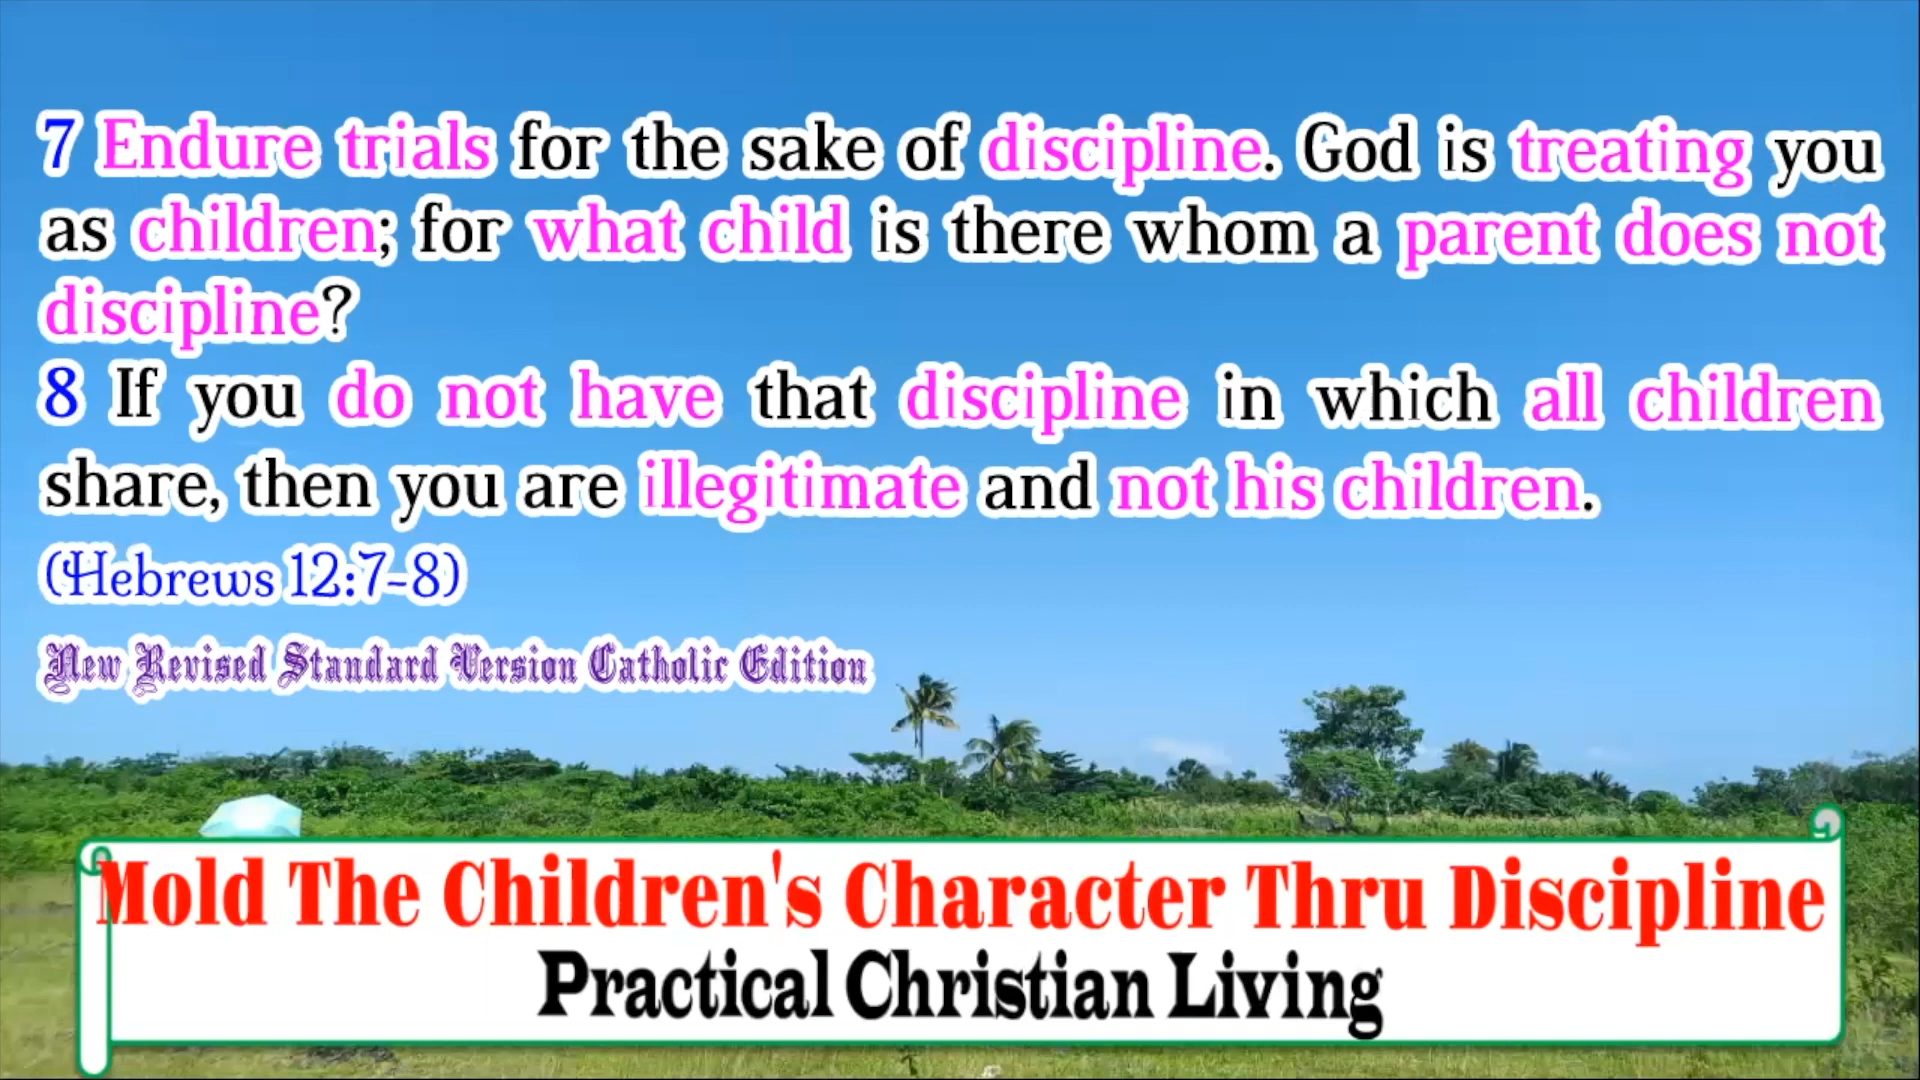 7 Endure trials for the sake of discipline. God is treating you
as children; for what child is there whom a parent does not
discipline?
8 If you do not have that discipline in which all children
share, then you are illegitimate and not his children.
(Hebrews 12:7-8)
New Revised Standard Version Catholic Edition
Mold The Children's Character Thru Discipline
Practical Christian Living